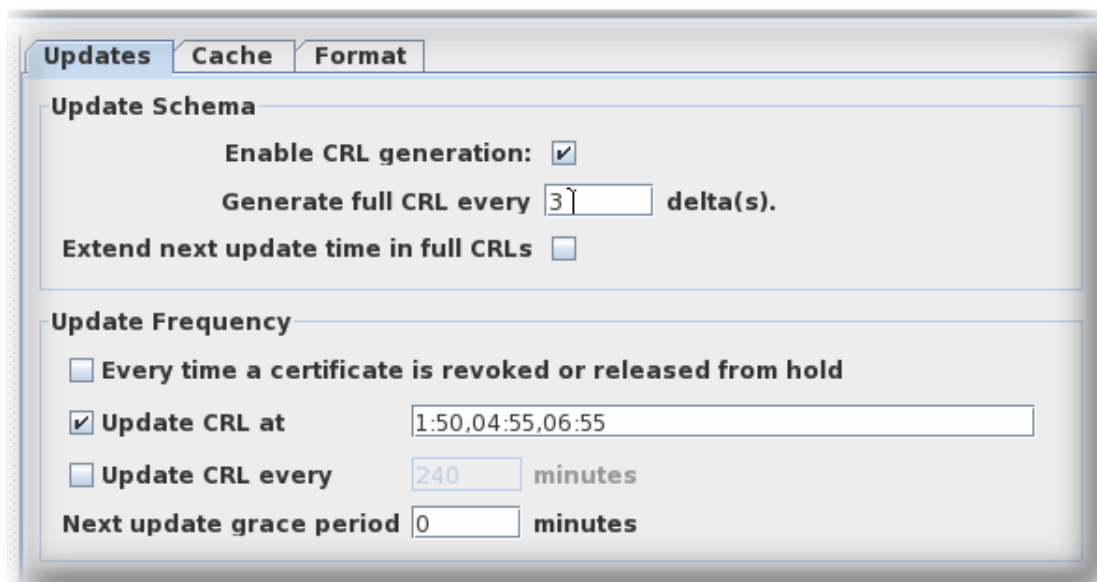 Updates Cache Format
Update Schema
Enable CRL generation:
Generate full CRL every 3 delta(s).
Extend next update time in full CRLs
Update Frequency
Every time a certificate is revoked or released from hold
Update CRL at 1:50,04:55,06:55
Update CRL every 240 minutes
Next update grace period 0 minutes